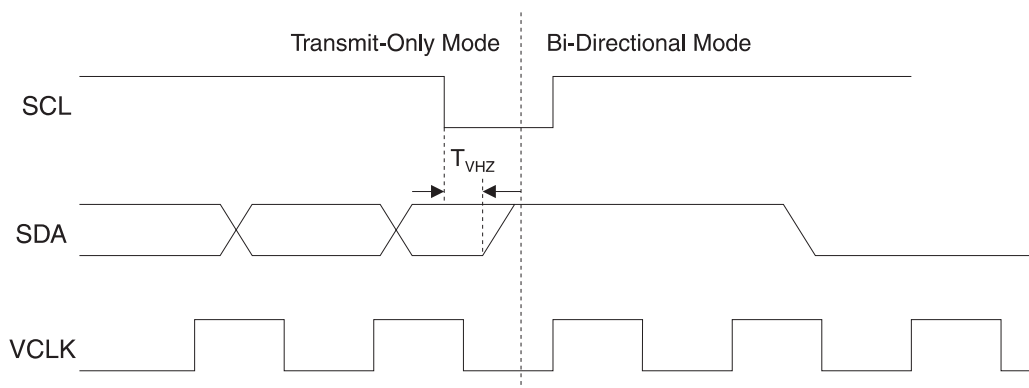 Transmit-Only Mode
Bi-Directional Mode
SCL
TVHZ
SDA
VCLK